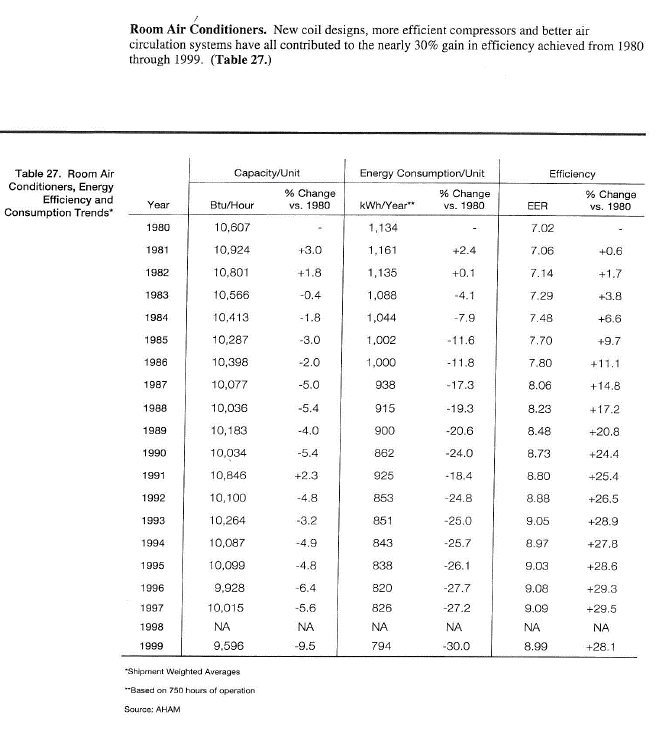 Room Air Conditioners. New coil designs, more efficient compressors and better air
circulation systems have all contributed to the nearly 30% gain in efficiency achieved from 1980
through 1999. (Table 27.)
Table 27. Room Air
Conditioners, Energy
Efficiency and
Consumption Trends*
Capacity/Unit Energy Consumption/Unit Efficiency
% Change % Change % Change
Year Btu/Hour vs. 1980 kWh/Year** vs. 1980 EER vs. 1980
1980 10,607 - 1,134 - 7.02 -
1981 10,924 +3.0 1,161 +2.4 7.06 +0.6
1982 10,801 +1.8 1,135 +0.1 7.14 +1.7
1983 10,566 -0.4 1,088 -4.1 7.29 +3.8
1984 10,413 -1.8 1,044 -7.9 7.48 +6.6
1985 10,287 -3.0 1,002 -11.6 7.70 +9.7
1986 10,398 -2.0 1,000 -11.8 7.80 +11.1
1987 10,077 -5.0 938 -17.3 8.06 +14.8
1988 10,036 -5.4 915 -19.3 8.23 +17.2
1989 10,183 -4.0 900 -20.6 8.48 +20.8
1990 10,034 -5.4 862 -24.0 8.73 +24.4
1991 10,846 +2.3 925 -18.4 8.80 +25.4
1992 10,100 -4.8 853 -24.8 8.88 +26.5
1993 10,264 -3.2 851 -25.0 9.05 +28.9
1994 10,087 -4.9 843 -25.7 8.97 +27.8
1995 10,099 -4.8 838 -26.1 9.03 +28.6
1996 9,928 -6.4 820 -27.7 9.08 +29.3
1997 10,015 -5.6 826 -27.2 9.09 +29.5
1998 NA NA NA NA NA NA
1999 9,596 -9.5 794 -30.0 8.99 +28.1
*Shipment Weighted Averages
**Based on 750 hours of operation
Source: AHAM